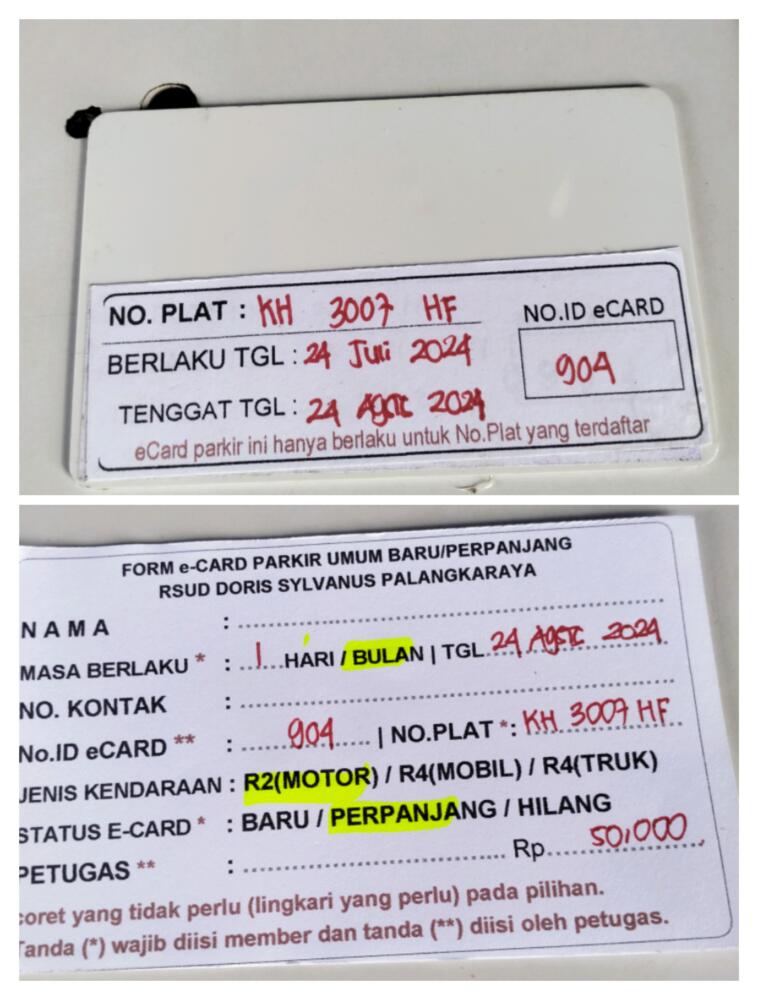 NO. PLAT : KH 3007 HF
NO.ID eCARD
BERLAKU TGL : 24 Juli 2024
904
TENGGAT TGL : 24 Agst 2024
eCard parkir ini hanya berlaku untuk No.Plat yang terdaftar
FORM e-CARD PARKIR UMUM BARU/PERPANJANG
RSUD DORIS SYLVANUS PALANGKARAYA
NAMA : ........................................
MASA BERLAKU * : ..1...HARI / BULAN | TGL.24 Agst 2024
NO. KONTAK : ........................................
No.ID eCARD ** : .....904..... | NO.PLAT *: KH 3007 HF
JENIS KENDARAAN : R2(MOTOR) / R4(MOBIL) / R4(TRUK)
STATUS E-CARD * : BARU / PERPANJANG / HILANG
PETUGAS ** : ........................................ Rp....50,000....
coret yang tidak perlu (lingkari yang perlu) pada pilihan.
Tanda (*) wajib diisi member dan tanda (**) diisi oleh petugas.